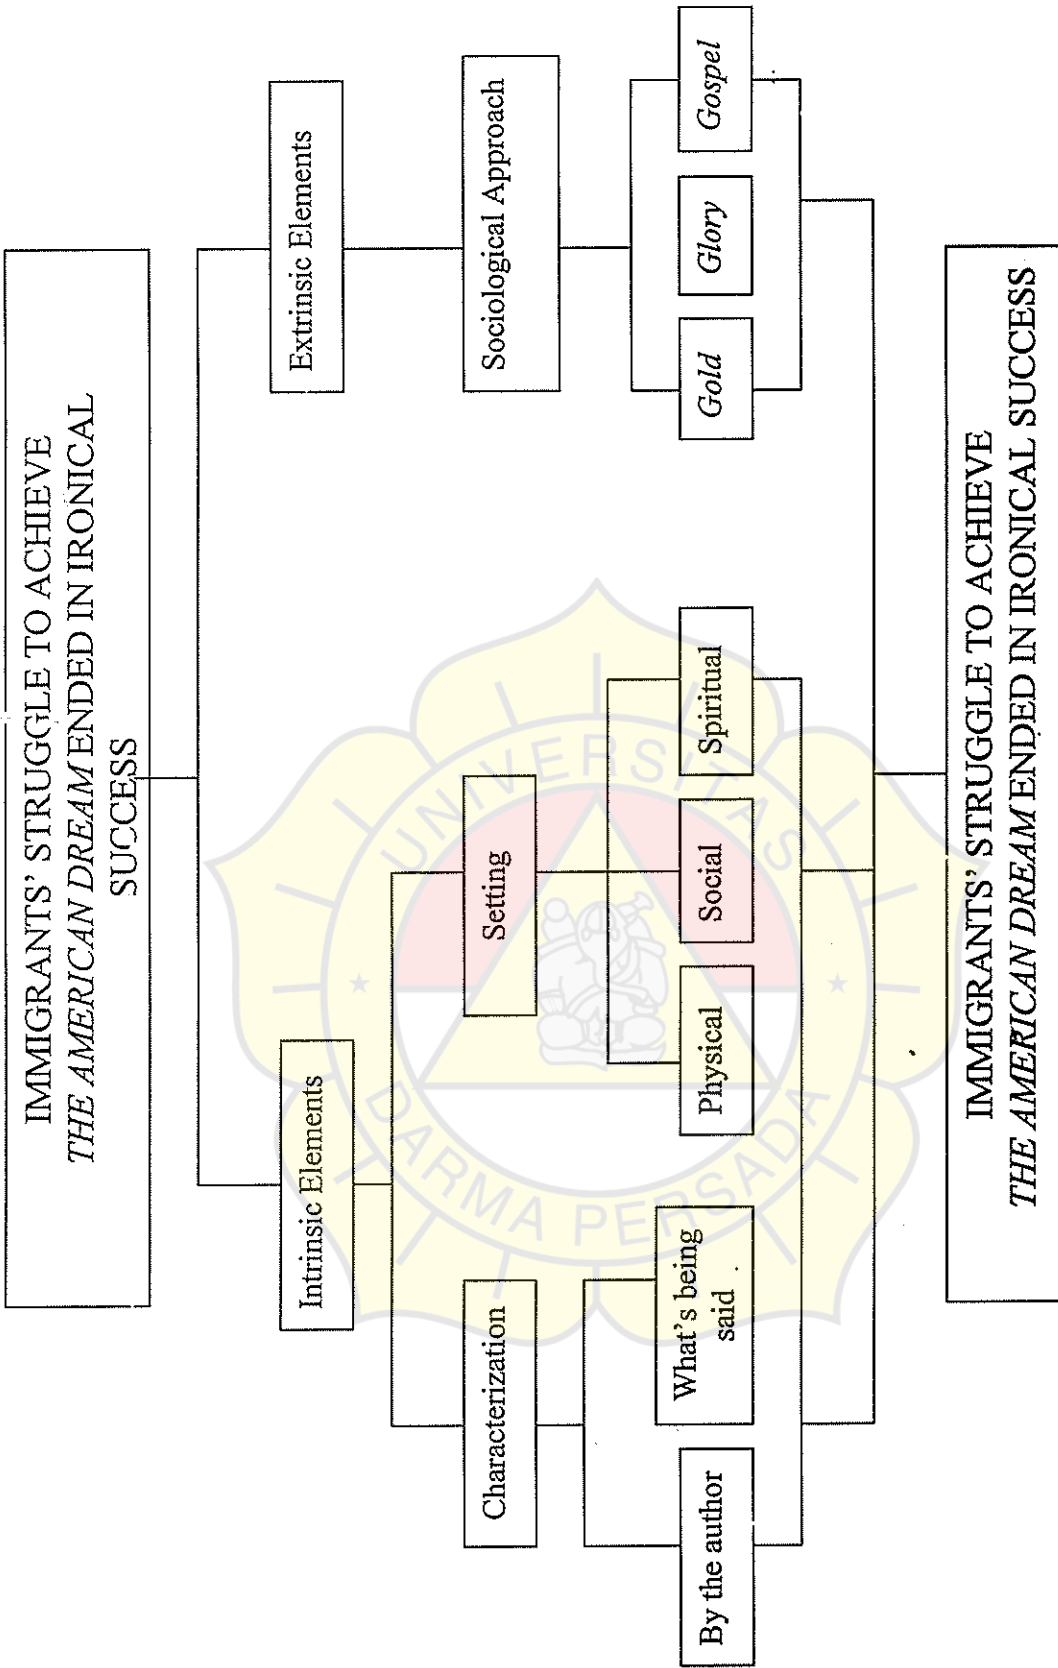 IMMIGRANTS' STRUGGLE TO ACHIEVE
THE AMERICAN DREAM ENDED IN IRONICAL
SUCCESS
Intrinsic Elements
Extrinsic Elements
Characterization
Setting
Sociological Approach
By the author
What's being
said
Physical
Social
Spiritual
Gold
Glory
Gospel
IMMIGRANTS' STRUGGLE TO ACHIEVE
THE AMERICAN DREAM ENDED IN IRONICAL SUCCESS
UNIVERSITAS
DARMA PERSADA